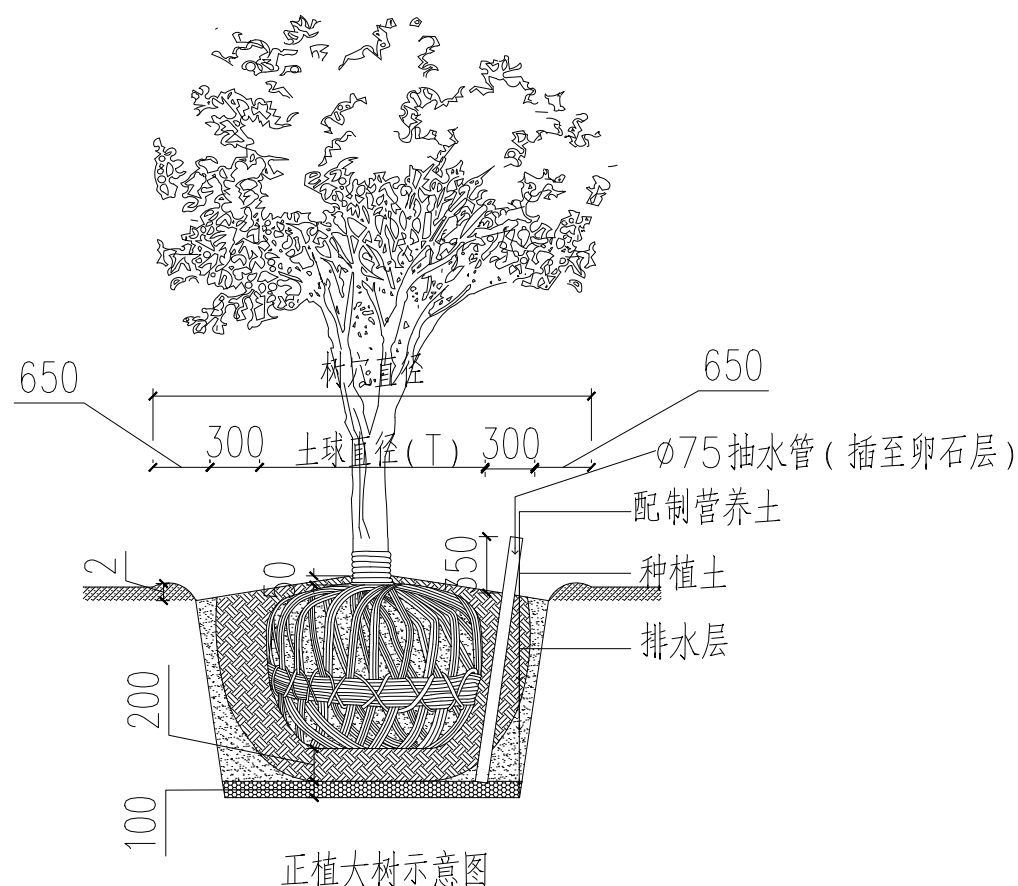 树穴直径
650
650
300
土球直径(T)
300
ø75抽水管(插至卵石层)
配制营养土
2
种植土
排水层
200
100
正植大树示意图